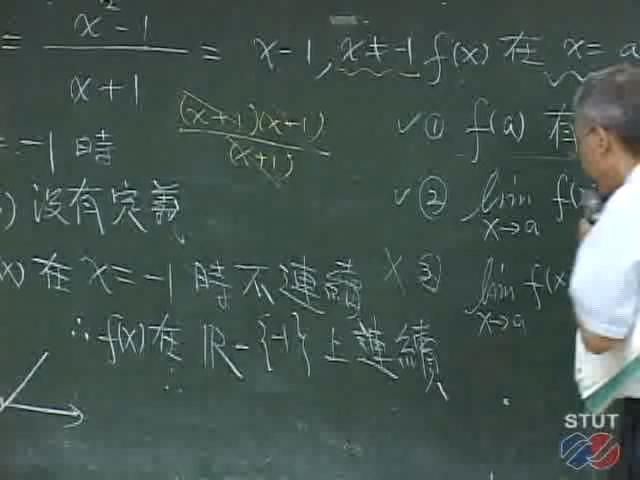 = x²-1 / x+1 = x-1, x≠-1
(x+1)(x-1) / (x+1)
= -1 時
) 沒有定義
(x) 在 x=-1 時不連續
∴ f(x) 在 ℝ-{-1} 上連續
f(x) 在 x=a
✓ ① f(a) 有
✓ ② lim x→a f(x)
✗ ③ lim x→a f(x)
STUT